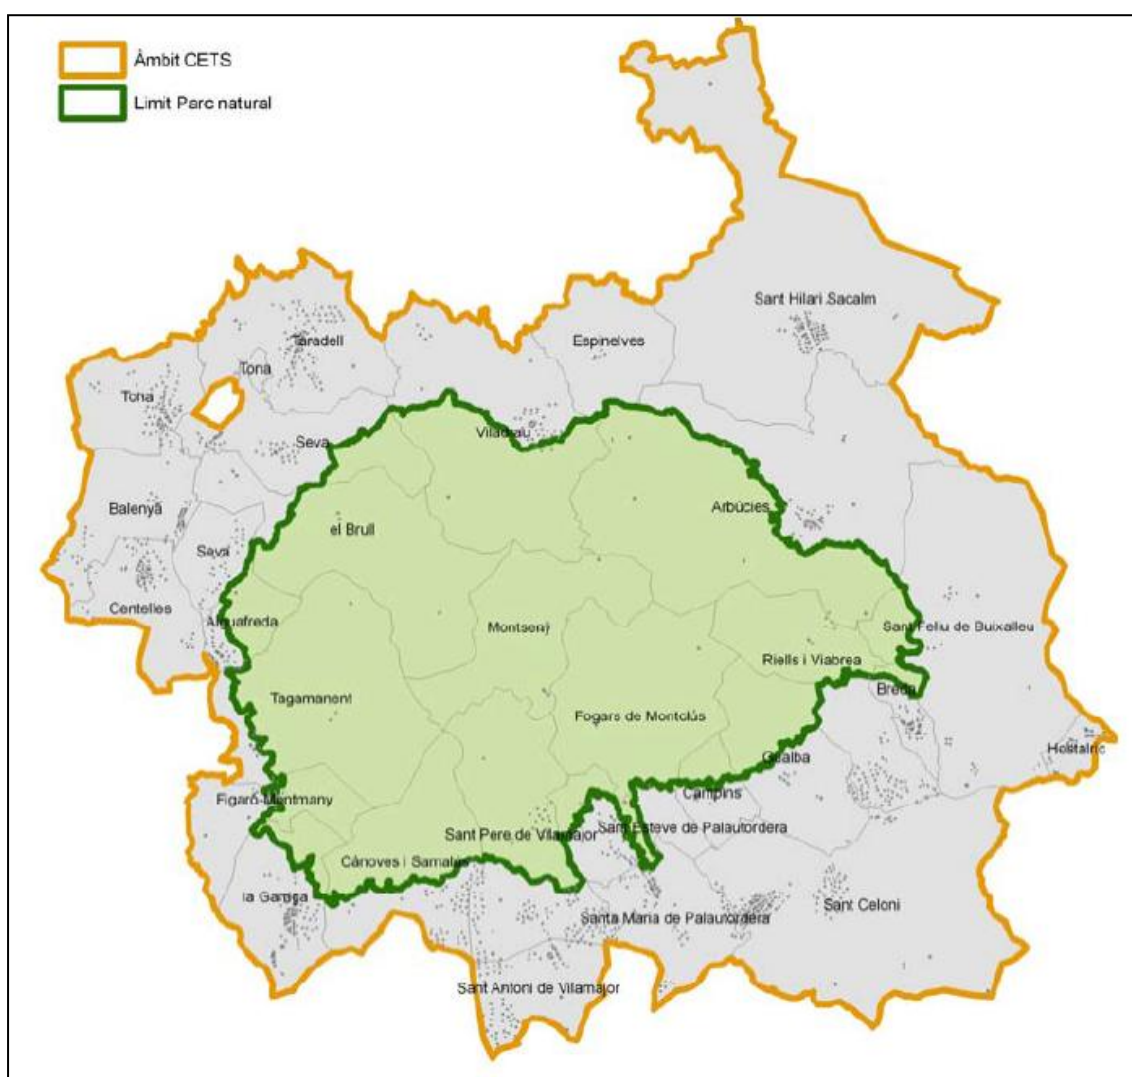 Àmbit CETS
Limit Parc natural
Sant Hilari Sacalm
Taradell
Espinelves
Tona
Tona
Viladrau
Seva
Balenyà
Arbúcies
el Brull
Seva
Centelles
Aiguafreda
Montseny
Sant Feliu de Buixalleu
Riells i Viabrea
Breda
Tagamanent
Fogars de Montclús
Hostalric
Gualba
Campins
Figaró-Montmany
Sant Esteve de Palautordera
Sant Pere de Vilamajor
Cànoves i Samalús
la Garriga
Sant Celoni
Santa Maria de Palautordera
Sant Antoni de Vilamajor